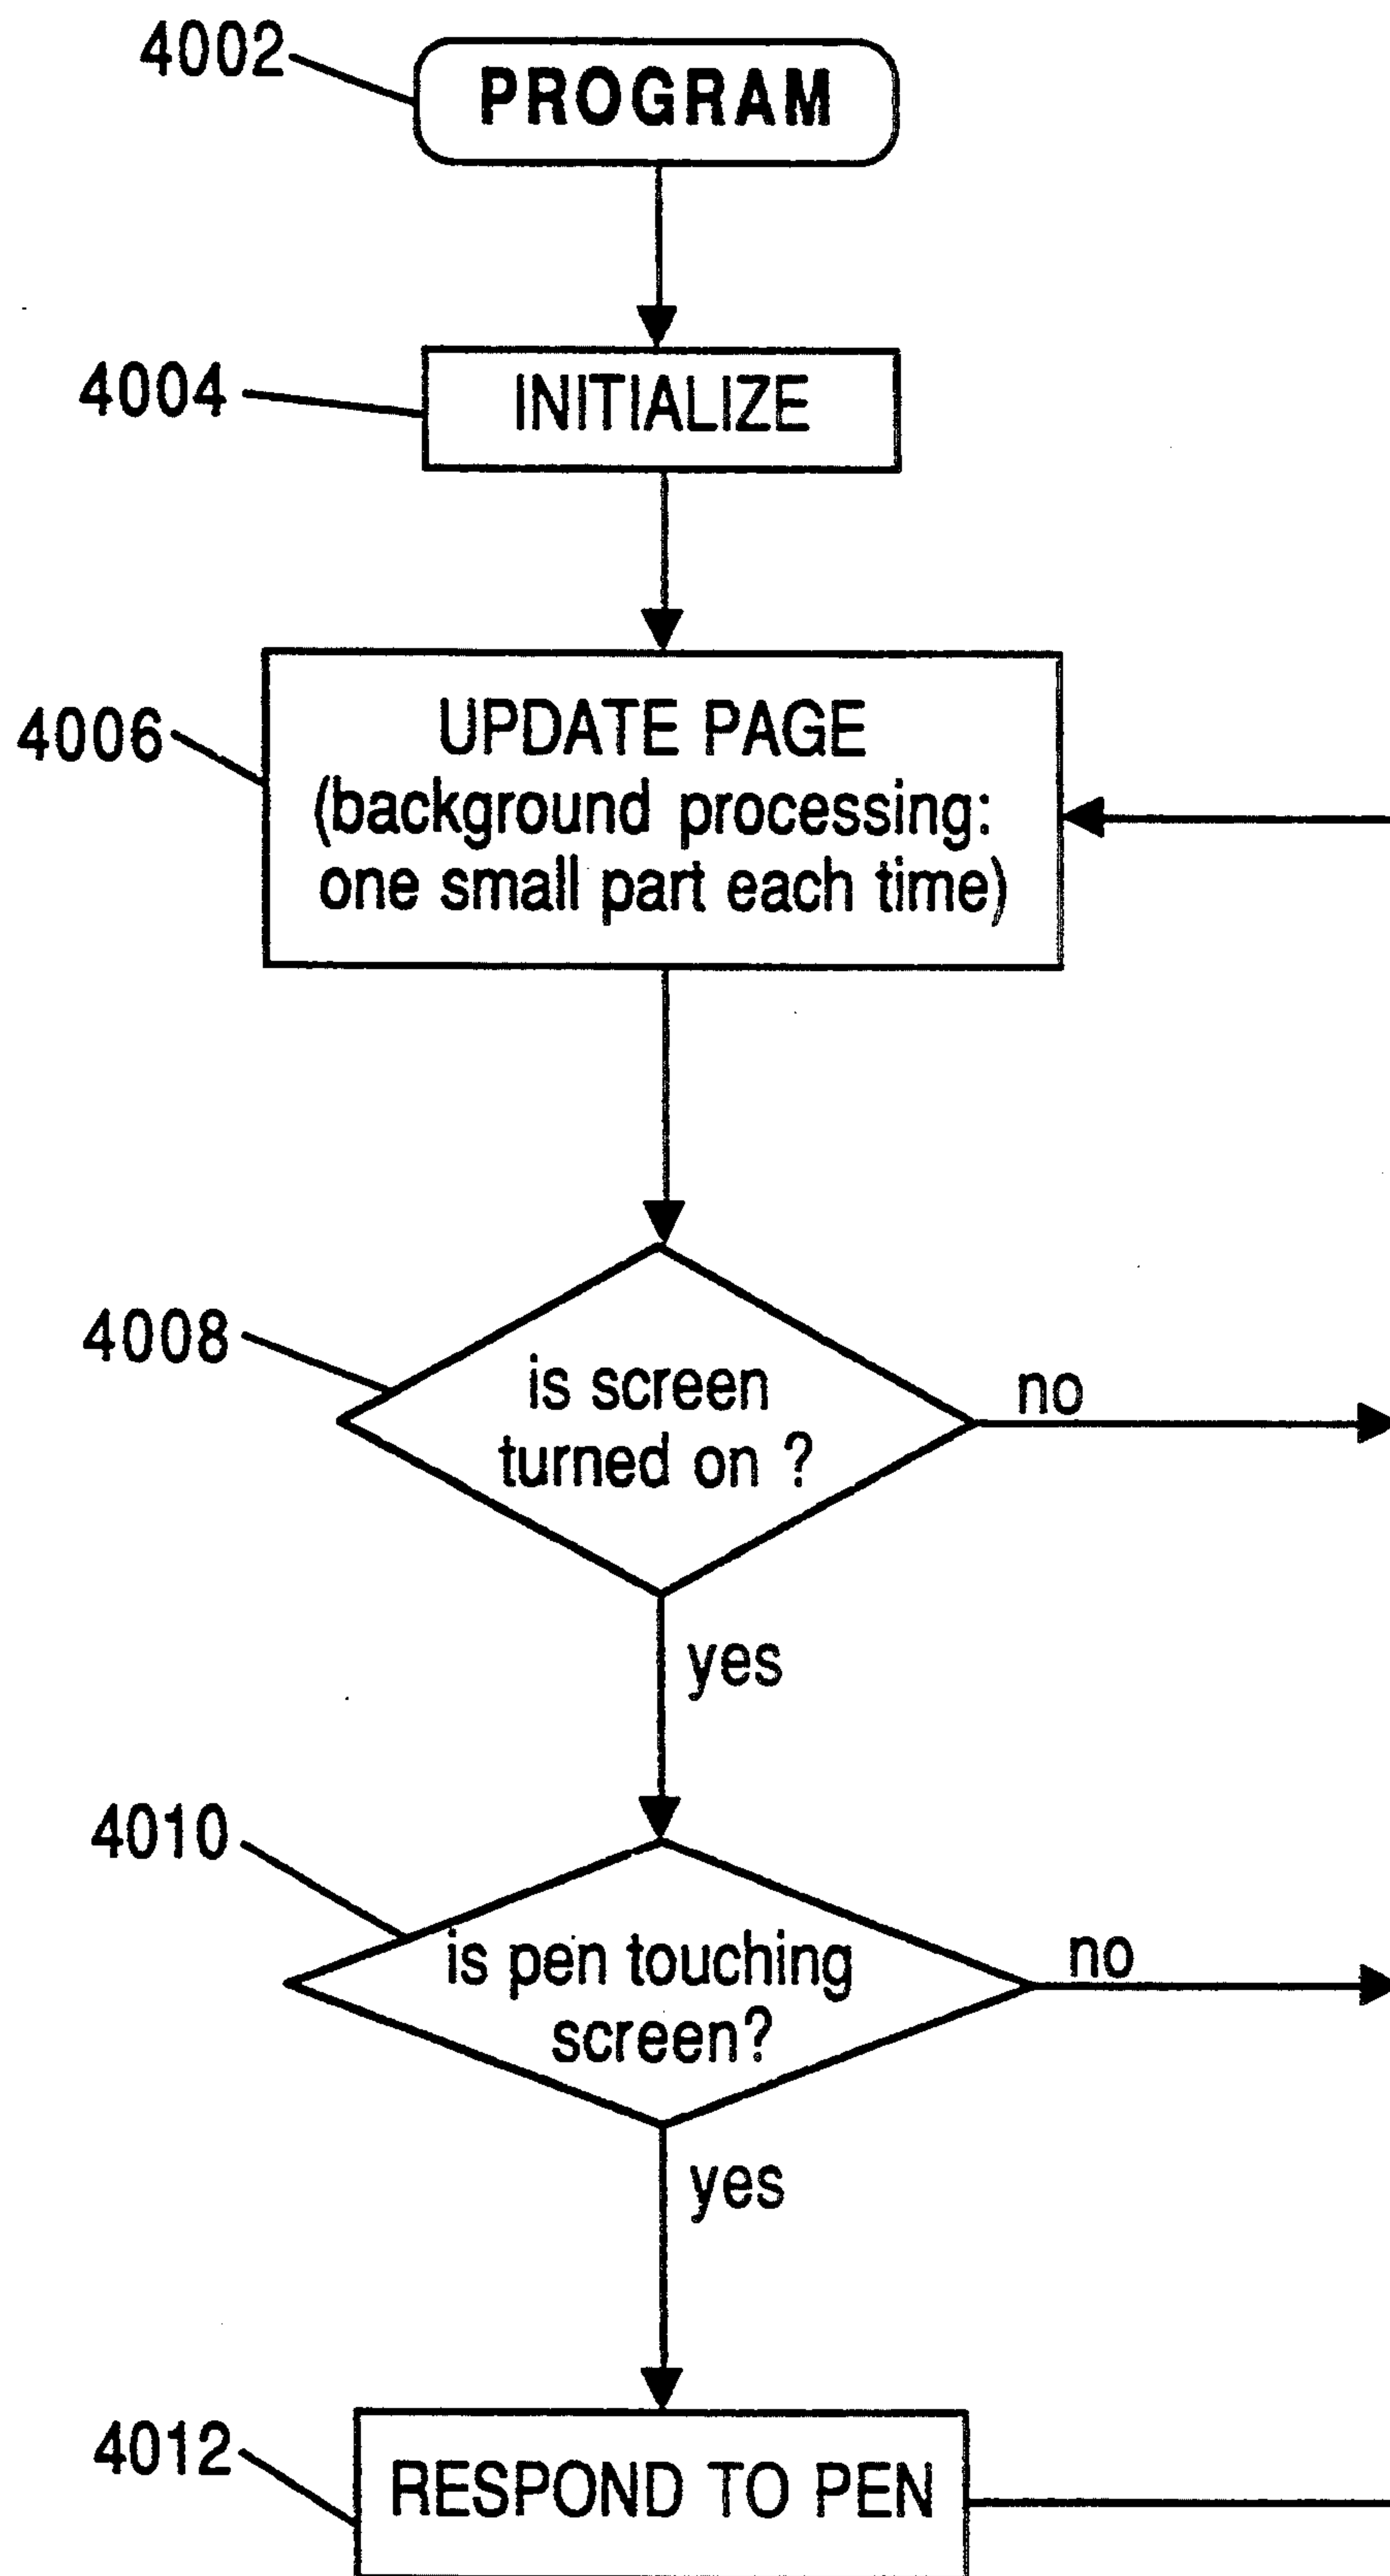 4002
PROGRAM
4004
INITIALIZE
4006
UPDATE PAGE
(background processing:
one small part each time)
4008
is screen
turned on ?
no
yes
4010
is pen touching
screen?
no
yes
4012
RESPOND TO PEN